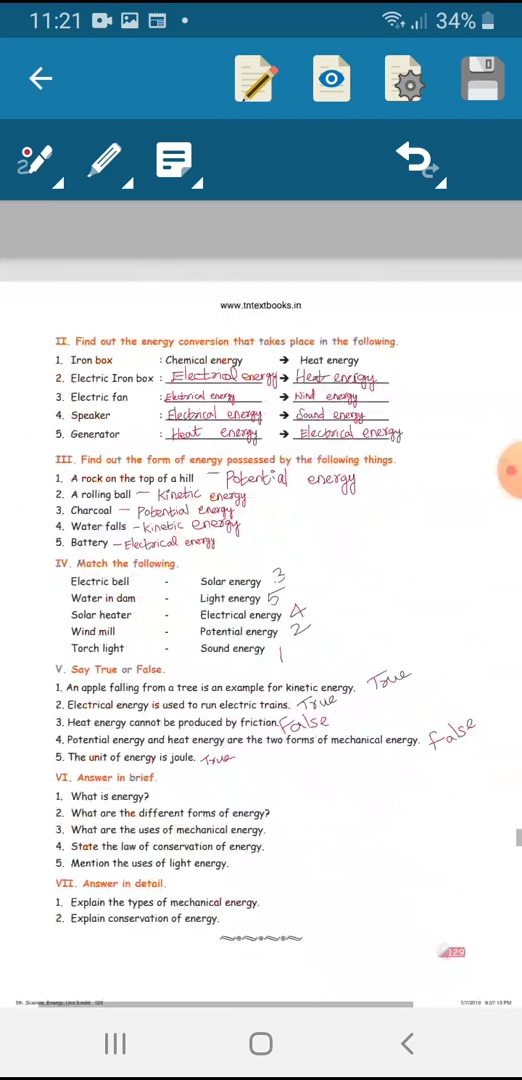 11:21 34%
2
www.tntextbooks.in
II. Find out the energy conversion that takes place in the following.
1. Iron box : Chemical energy → Heat energy
2. Electric Iron box : Electrical energy → Heat energy
3. Electric fan : Electrical energy → Wind energy
4. Speaker : Electrical energy → Sound energy
5. Generator : Heat energy → Electrical energy
III. Find out the form of energy possessed by the following things.
1. A rock on the top of a hill – Potential energy
2. A rolling ball – Kinetic energy
3. Charcoal – Potential energy
4. Water falls – Kinetic energy
5. Battery – Electrical energy
IV. Match the following.
Electric bell - Solar energy 3
Water in dam - Light energy 5
Solar heater - Electrical energy 4
Wind mill - Potential energy 2
Torch light - Sound energy 1
V. Say True or False.
1. An apple falling from a tree is an example for kinetic energy. True
2. Electrical energy is used to run electric trains. True
3. Heat energy cannot be produced by friction. False
4. Potential energy and heat energy are the two forms of mechanical energy. False
5. The unit of energy is joule. True
VI. Answer in brief.
1. What is energy?
2. What are the different forms of energy?
3. What are the uses of mechanical energy.
4. State the law of conservation of energy.
5. Mention the uses of light energy.
VII. Answer in detail.
1. Explain the types of mechanical energy.
2. Explain conservation of energy.
129
5th_Science_Energy_Unit 5.indd 129 5/7/2019 8:07:13 PM